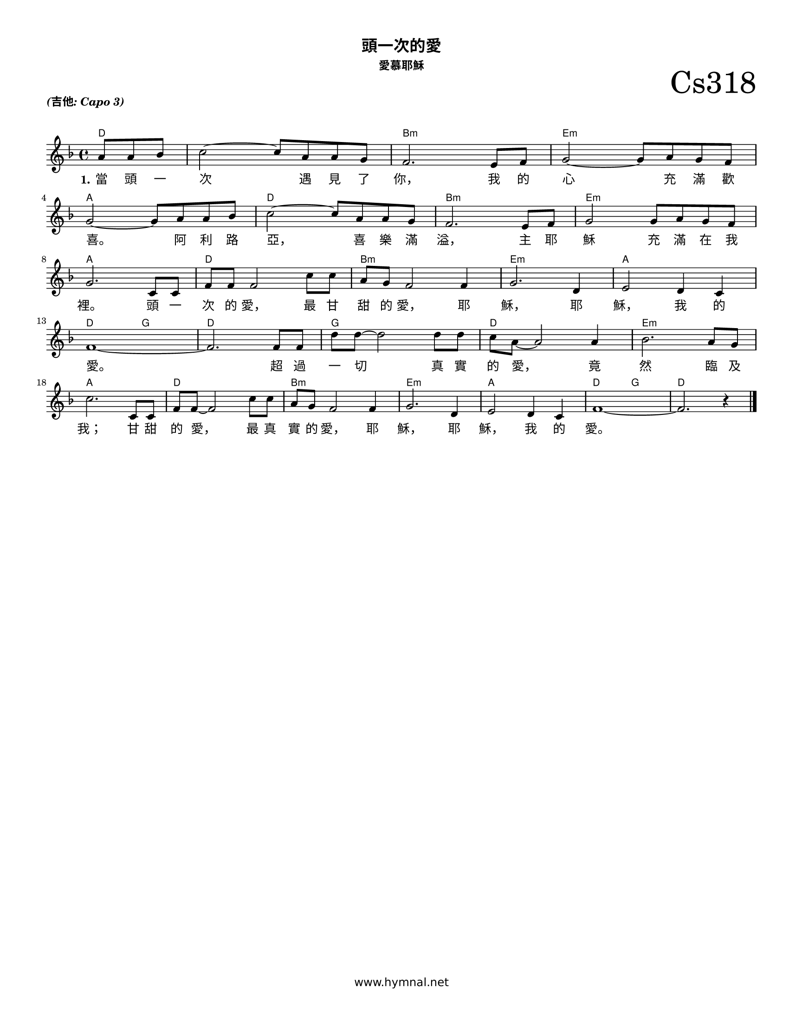 頭一次的愛
愛慕耶穌
Cs318
(吉他: Capo 3)
D Bm Em
1. 當 頭 一 次 遇 見 了 你， 我 的 心 充 滿 歡
4 A D Bm Em
喜。 阿 利 路 亞， 喜 樂 滿 溢， 主 耶 穌 充 滿 在 我
8 A D Bm Em A
裡。 頭 一 次 的 愛， 最 甘 甜 的 愛， 耶 穌， 耶 穌， 我 的
13 D G D G D Em
愛。 超 過 一 切 真 實 的 愛， 竟 然 臨 及
18 A D Bm Em A D G D
我； 甘 甜 的 愛， 最 真 實 的 愛， 耶 穌， 耶 穌， 我 的 愛。
www.hymnal.net